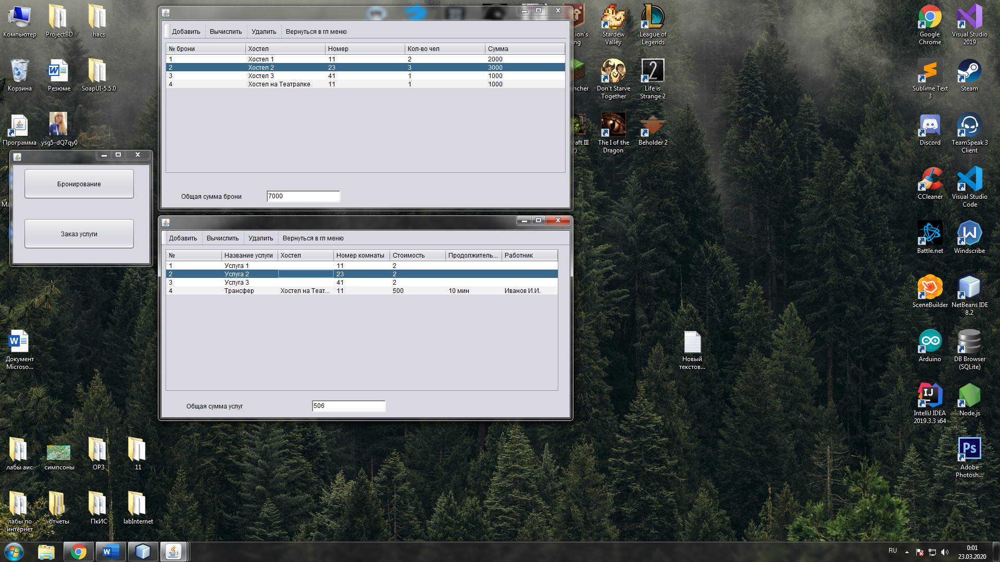 Компьютер
ProjectBD
hacs
Корзина
Резюме
SoapUI-5.5.0
Программа
ysg5-dQ7qy0
Бронирование
Заказ услуги
Добавить Вычислить Удалить Вернуться в гл меню
№ брони Хостел Номер Кол-во чел Сумма
1 Хостел 1 11 2 2000
2 Хостел 2 23 3 3000
3 Хостел 3 41 1 1000
4 Хостел на Театралке 11 1 1000
Общая сумма брони 7000
Добавить Вычислить Удалить Вернуться в гл меню
№ Название услуги Хостел Номер комнаты Стоимость Продолжитель... Работник
1 Услуга 1 11 2
2 Услуга 2 23 2
3 Услуга 3 41 2
4 Трансфер Хостел на Теат... 11 500 10 мин Иванов И.И.
Общая сумма услуг 506
Stardew
Valley
League of
Legends
Don't Starve
Together
Life is
Strange 2
The I of the
Dragon
Beholder 2
Google
Chrome
Visual Studio
2019
Sublime Text
3
Steam
Discord
TeamSpeak 3
Client
CCleaner
Visual Studio
Code
Battle.net
Windscribe
SceneBuilder
NetBeans IDE
8.2
Arduino
DB Browser
(SQLite)
IntelliJ IDEA
2019.3.3 x64
Node.js
Adobe
Photosh...
Новый
текстов...
Документ
Microso...
лабы аис
симпсоны
ОРЗ
11
лабы по
интернет
отчеты
ПкИС
labInternet
RU
0:01
23.03.2020